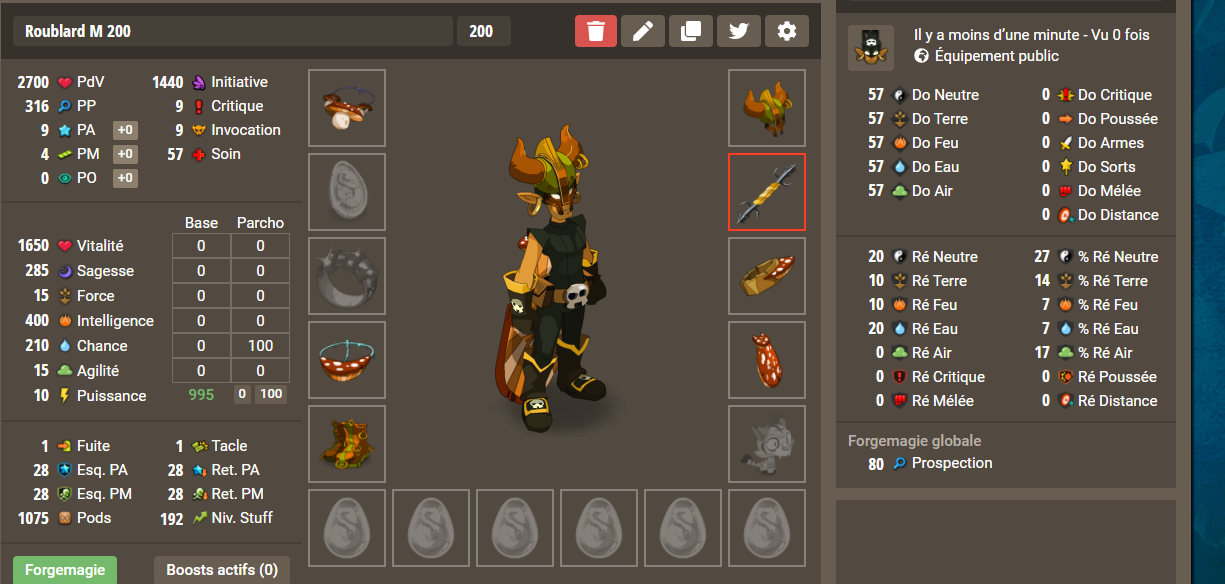 Roublard M 200
200
2700 PdV 1440 Initiative
316 PP 9 Critique
9 PA +0 9 Invocation
4 PM +0 57 Soin
0 PO +0
Base Parcho
1650 Vitalité 0 0
285 Sagesse 0 0
15 Force 0 0
400 Intelligence 0 0
210 Chance 0 100
15 Agilité 0 0
10 Puissance 995 0 100
1 Fuite 1 Tacle
28 Esq. PA 28 Ret. PA
28 Esq. PM 28 Ret. PM
1075 Pods 192 Niv. Stuff
Forgemagie Boosts actifs (0)
Il y a moins d’une minute - Vu 0 fois
Équipement public
57 Do Neutre 0 Do Critique
57 Do Terre 0 Do Poussée
57 Do Feu 0 Do Armes
57 Do Eau 0 Do Sorts
57 Do Air 0 Do Mélée
0 Do Distance
20 Ré Neutre 27 % Ré Neutre
10 Ré Terre 14 % Ré Terre
10 Ré Feu 7 % Ré Feu
20 Ré Eau 7 % Ré Eau
0 Ré Air 17 % Ré Air
0 Ré Critique 0 Ré Poussée
0 Ré Mélée 0 Ré Distance
Forgemagie globale
80 Prospection